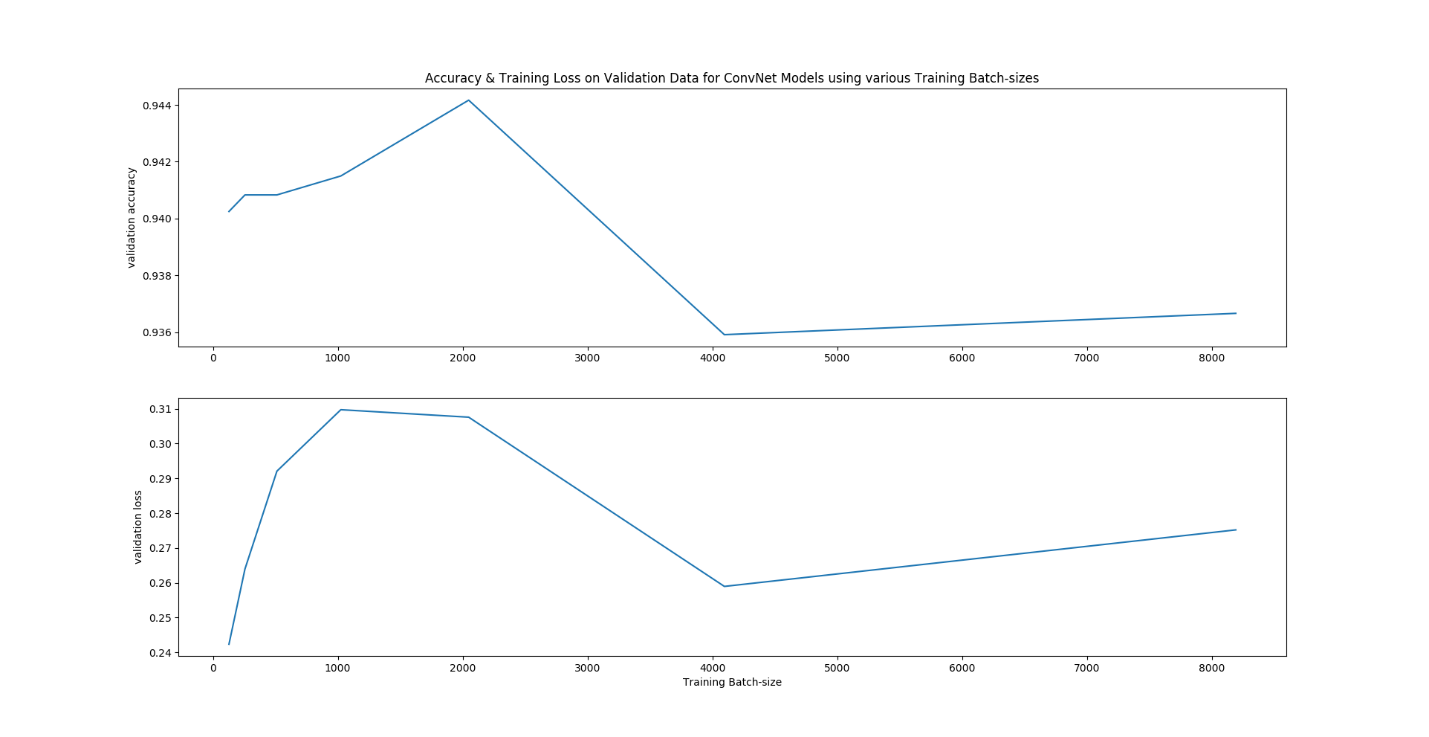 Accuracy & Training Loss on Validation Data for ConvNet Models using various Training Batch-sizes
0.944
0.942
0.940
0.938
0.936
validation accuracy
0 1000 2000 3000 4000 5000 6000 7000 8000
0.31
0.30
0.29
0.28
0.27
0.26
0.25
0.24
validation loss
0 1000 2000 3000 4000 5000 6000 7000 8000
Training Batch-size